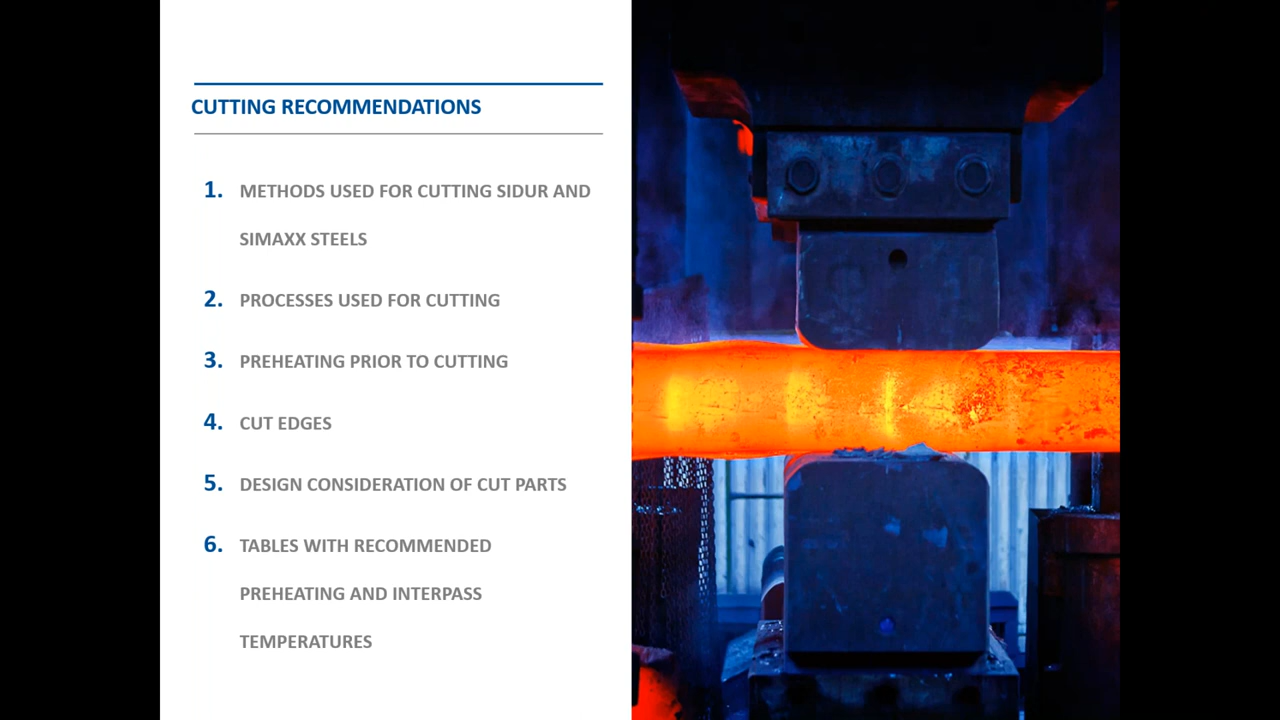 CUTTING RECOMMENDATIONS
1. METHODS USED FOR CUTTING SIDUR AND
SIMAXX STEELS
2. PROCESSES USED FOR CUTTING
3. PREHEATING PRIOR TO CUTTING
4. CUT EDGES
5. DESIGN CONSIDERATION OF CUT PARTS
6. TABLES WITH RECOMMENDED
PREHEATING AND INTERPASS
TEMPERATURES